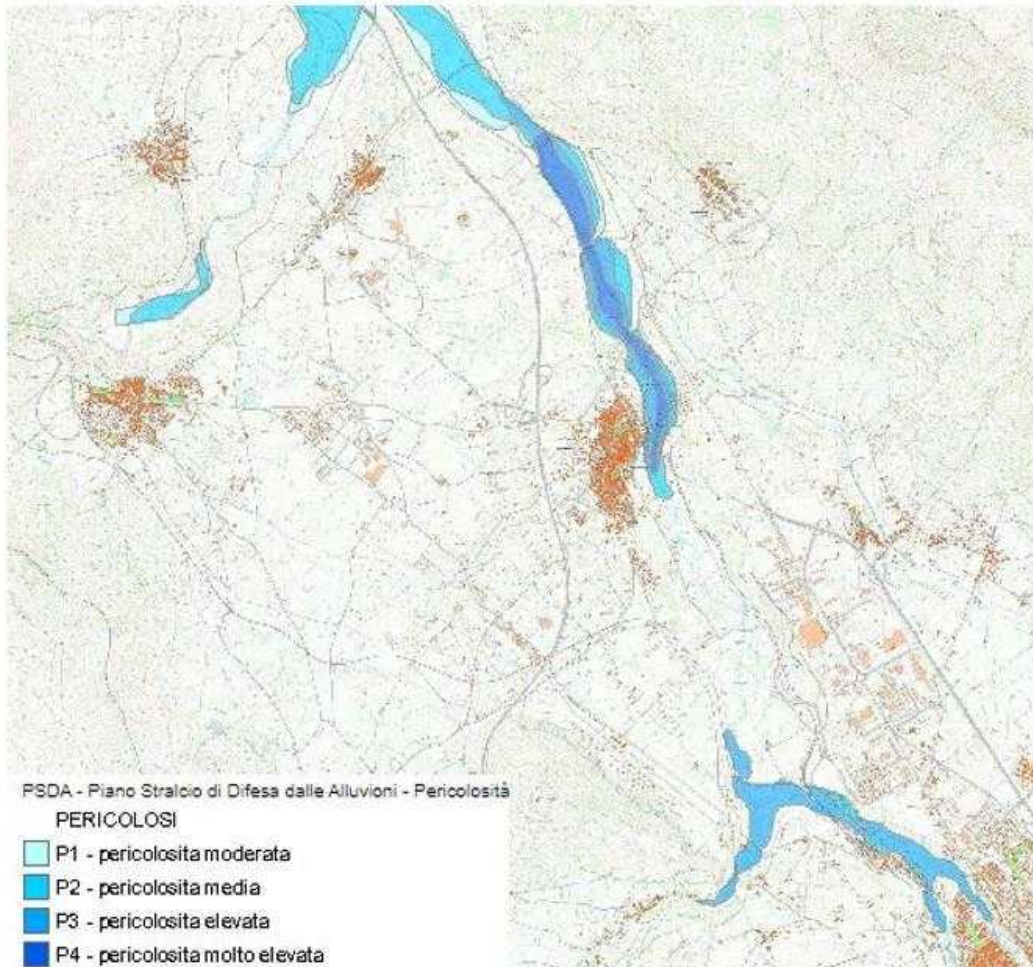 PSDA - Piano Stralcio di Difesa dalle Alluvioni - Pericolosità
PERICOLOSI
P1 - pericolosita moderata
P2 - pericolosita media
P3 - pericolosita elevata
P4 - pericolosita molto elevata